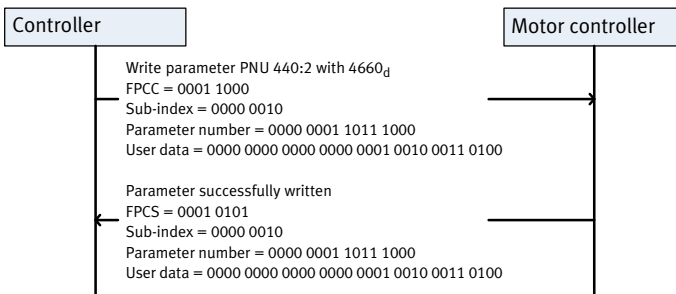 Controller
Motor controller
Write parameter PNU 440:2 with 4660d
FPCC = 0001 1000
Sub-index = 0000 0010
Parameter number = 0000 0001 1011 1000
User data = 0000 0000 0000 0000 0001 0010 0011 0100
Parameter successfully written
FPCS = 0001 0101
Sub-index = 0000 0010
Parameter number = 0000 0001 1011 1000
User data = 0000 0000 0000 0000 0001 0010 0011 0100